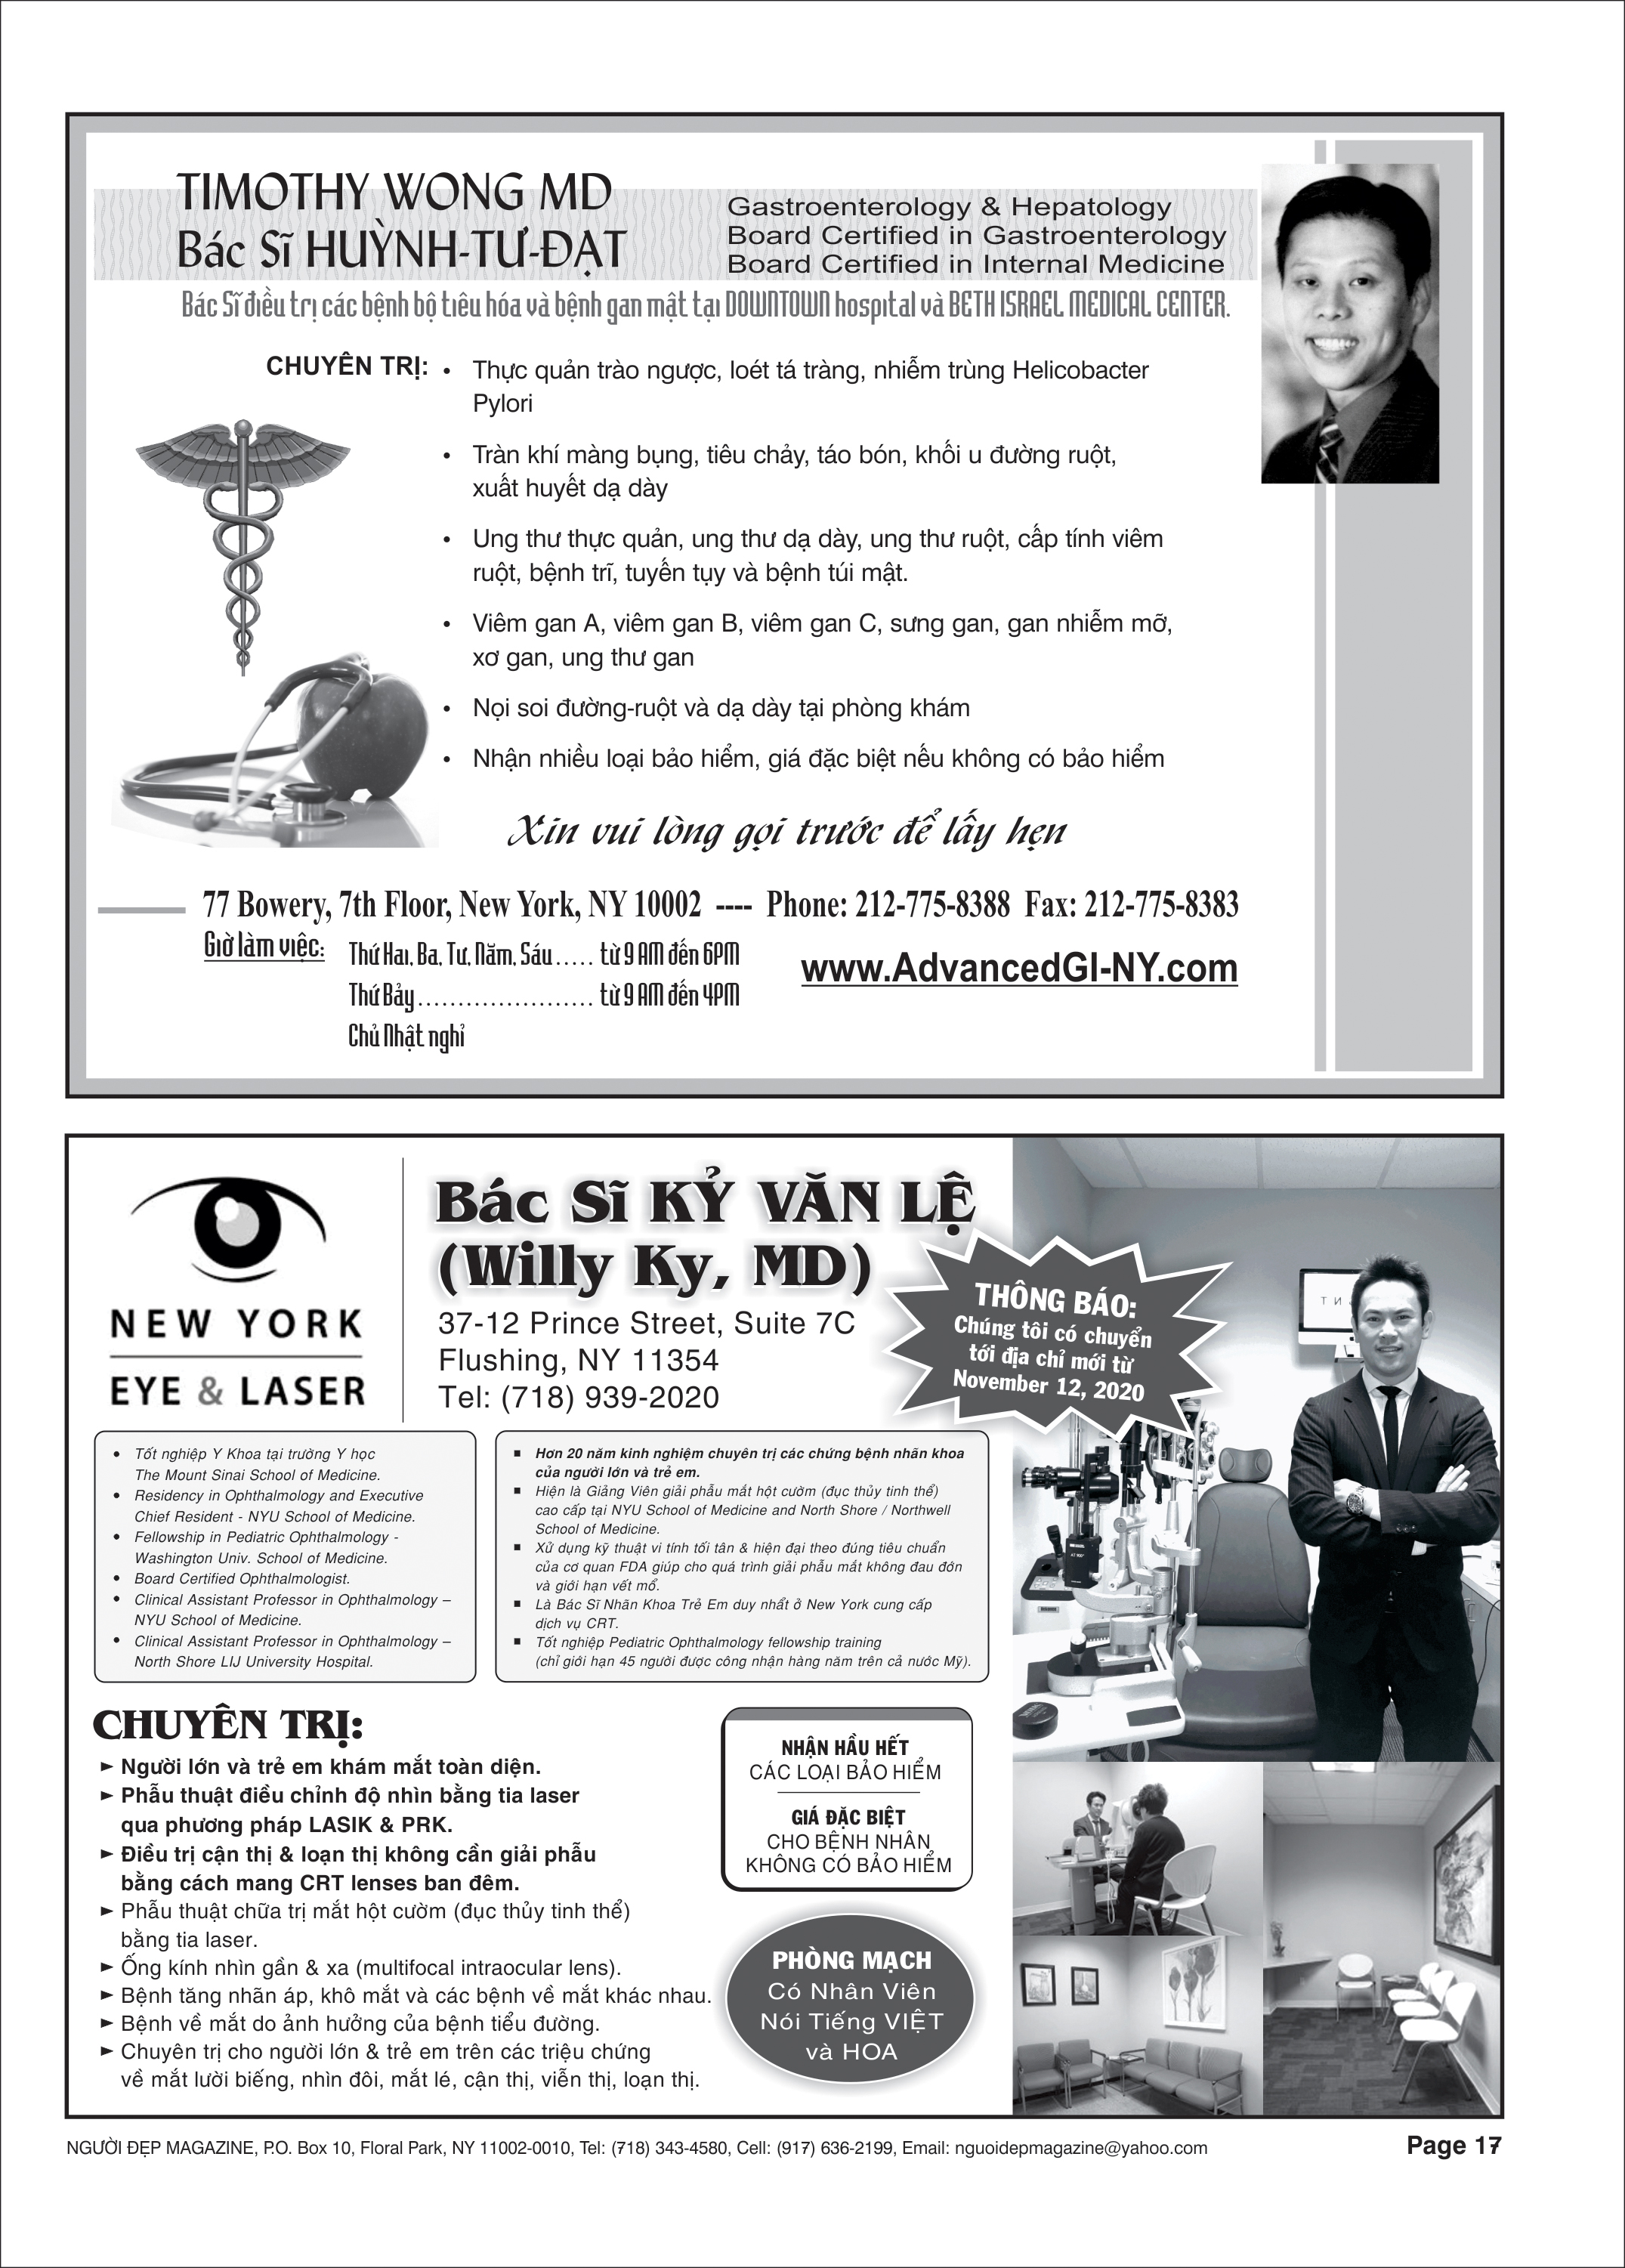 TIMOTHY WONG MD
Bác Sĩ HUỲNH-TƯ-ĐẠT
Gastroenterology & Hepatology
Board Certified in Gastroenterology
Board Certified in Internal Medicine
Bác Sĩ điều trị các bệnh bộ tiêu hóa và bệnh gan mật tại DOWNTOWN hospital và BETH ISRAEL MEDICAL CENTER.
CHUYÊN TRỊ:
• Thực quản trào ngược, loét tá tràng, nhiễm trùng Helicobacter
Pylori
• Tràn khí màng bụng, tiêu chảy, táo bón, khối u đường ruột,
xuất huyết dạ dày
• Ung thư thực quản, ung thư dạ dày, ung thư ruột, cấp tính viêm
ruột, bệnh trĩ, tuyến tụy và bệnh túi mật.
• Viêm gan A, viêm gan B, viêm gan C, sưng gan, gan nhiễm mỡ,
xơ gan, ung thư gan
• Nọi soi đường-ruột và dạ dày tại phòng khám
• Nhận nhiều loại bảo hiểm, giá đặc biệt nếu không có bảo hiểm
Xin vui lòng gọi trước để lấy hẹn
77 Bowery, 7th Floor, New York, NY 10002 ---- Phone: 212-775-8388 Fax: 212-775-8383
Giờ làm việc:
Thứ Hai, Ba, Tư, Năm, Sáu ..... từ 9 AM đến 6PM
Thứ Bảy ...................... từ 9 AM đến 4PM
Chủ Nhật nghỉ
www.AdvancedGI-NY.com
NEW YORK
EYE & LASER
Bác Sĩ KỶ VĂN LỆ
(Willy Ky, MD)
37-12 Prince Street, Suite 7C
Flushing, NY 11354
Tel: (718) 939-2020
THÔNG BÁO:
Chúng tôi có chuyển
tới địa chỉ mới từ
November 12, 2020
• Tốt nghiệp Y Khoa tại trường Y học
The Mount Sinai School of Medicine.
• Residency in Ophthalmology and Executive
Chief Resident - NYU School of Medicine.
• Fellowship in Pediatric Ophthalmology -
Washington Univ. School of Medicine.
• Board Certified Ophthalmologist.
• Clinical Assistant Professor in Ophthalmology –
NYU School of Medicine.
• Clinical Assistant Professor in Ophthalmology –
North Shore LIJ University Hospital.
■ Hơn 20 năm kinh nghiệm chuyên trị các chứng bệnh nhãn khoa
của người lớn và trẻ em.
■ Hiện là Giảng Viên giải phẫu mắt hột cườm (đục thủy tinh thể)
cao cấp tại NYU School of Medicine and North Shore / Northwell
School of Medicine.
■ Xử dụng kỹ thuật vi tính tối tân & hiện đại theo đúng tiêu chuẩn
của cơ quan FDA giúp cho quá trình giải phẫu mắt không đau đớn
và giới hạn vết mổ.
■ Là Bác Sĩ Nhãn Khoa Trẻ Em duy nhất ở New York cung cấp
dịch vụ CRT.
■ Tốt nghiệp Pediatric Ophthalmology fellowship training
(chỉ giới hạn 45 người được công nhận hàng năm trên cả nước Mỹ).
CHUYÊN TRỊ:
► Người lớn và trẻ em khám mắt toàn diện.
► Phẫu thuật điều chỉnh độ nhìn bằng tia laser
qua phương pháp LASIK & PRK.
► Điều trị cận thị & loạn thị không cần giải phẫu
bằng cách mang CRT lenses ban đêm.
► Phẫu thuật chữa trị mắt hột cườm (đục thủy tinh thể)
bằng tia laser.
► Ống kính nhìn gần & xa (multifocal intraocular lens).
► Bệnh tăng nhãn áp, khô mắt và các bệnh về mắt khác nhau.
► Bệnh về mắt do ảnh hưởng của bệnh tiểu đường.
► Chuyên trị cho người lớn & trẻ em trên các triệu chứng
về mắt lười biếng, nhìn đôi, mắt lé, cận thị, viễn thị, loạn thị.
NHẬN HẦU HẾT
CÁC LOẠI BẢO HIỂM
GIÁ ĐẶC BIỆT
CHO BỆNH NHÂN
KHÔNG CÓ BẢO HIỂM
PHÒNG MẠCH
Có Nhân Viên
Nói Tiếng VIỆT
và HOA
NGƯỜI ĐẸP MAGAZINE, P.O. Box 10, Floral Park, NY 11002-0010, Tel: (718) 343-4580, Cell: (917) 636-2199, Email: nguoidepmagazine@yahoo.com
Page 17